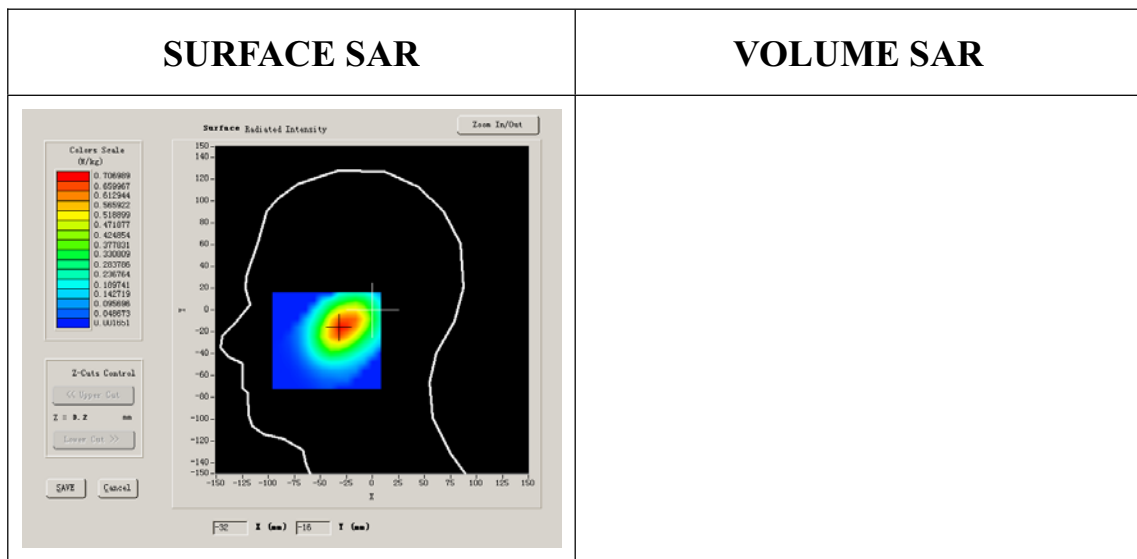 SURFACE SAR
VOLUME SAR
Surface Radiated Intensity
Zoom In/Out
Colors Scale
(W/kg)
0.706989
0.659967
0.612944
0.565922
0.518899
0.471877
0.424854
0.377831
0.330809
0.283786
0.236764
0.189741
0.142719
0.095696
0.048673
0.001651
Z-Cuts Control
<< Upper Cut
Z = 0.2 mm
Lower Cut >>
SAVE
Cancel
150
140
120
100
80
60
40
20
0
-20
-40
-60
-80
-100
-120
-140
-150
Y
-150 -125 -100 -75 -50 -25 0 25 50 75 100 125 150
X
-32 X (mm) -16 Y (mm)